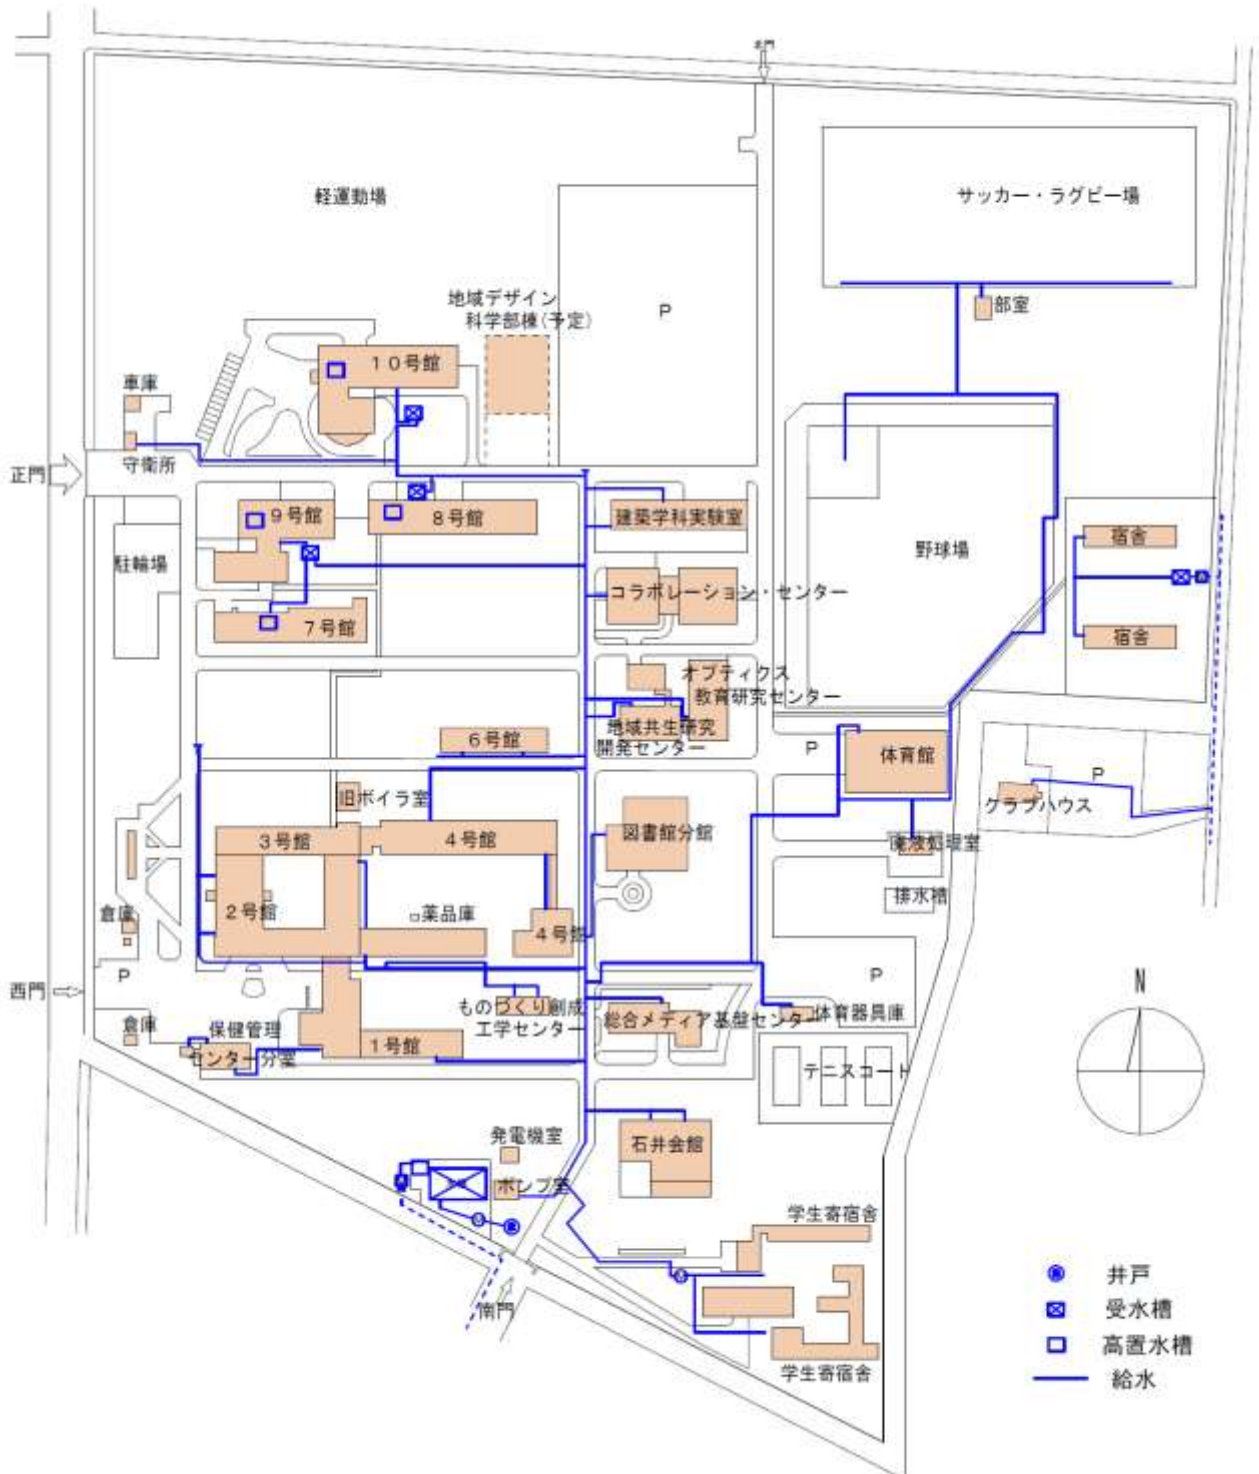 北門
軽運動場
サッカー・ラグビー場
地域デザイン
科学部棟(予定)
P
部室
10号館
車庫
守衛所
正門
9号館
8号館
建築学科実験室
駐輪場
野球場
宿舎
コラボレーション・センター
7号館
宿舎
オプティクス
教育研究センター
地域共生研究
開発センター
6号館
P
体育館
P
クラブハウス
旧ボイラ室
3号館
4号館
図書館分館
廃液処理室
排水槽
倉庫
2号館
薬品庫
4号館
P
P
西門
N
ものづくり創成
工学センター
総合メディア基盤センター
体育器具庫
倉庫
保健管理
センター分室
1号館
テニスコート
発電機室
石井会館
ポンプ室
学生寄宿舎
南門
学生寄宿舎
井戸
受水槽
高置水槽
給水